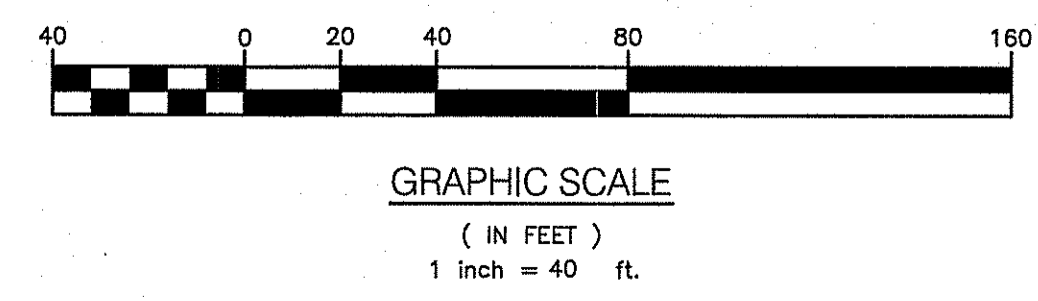 40 0 20 40 80 160
GRAPHIC SCALE
( IN FEET )
1 inch = 40 ft.